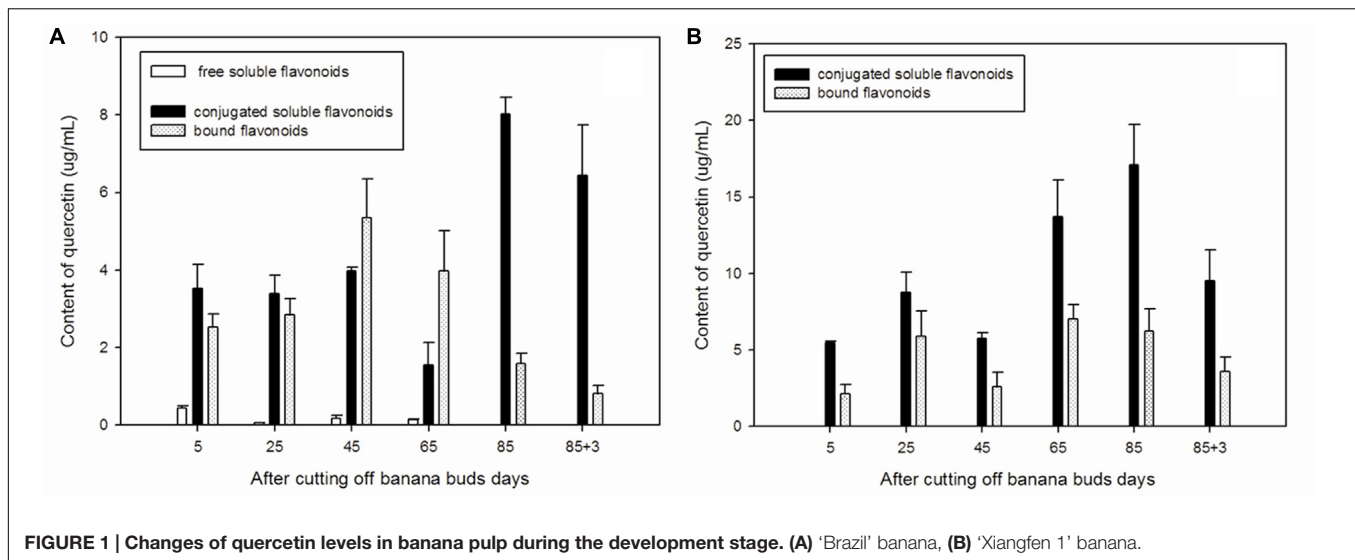 A
10
8
6
4
2
0
Content of quercetin (ug/mL)
free soluble flavonoids
conjugated soluble flavonoids
bound flavonoids
5 25 45 65 85 85+3
After cutting off banana buds days
B
25
20
15
10
5
0
Content of quercetin (ug/mL)
conjugated soluble flavonoids
bound flavonoids
5 25 45 65 85 85+3
After cutting off banana buds days
FIGURE 1 | Changes of quercetin levels in banana pulp during the development stage. (A) ‘Brazil’ banana, (B) ‘Xiangfen 1’ banana.